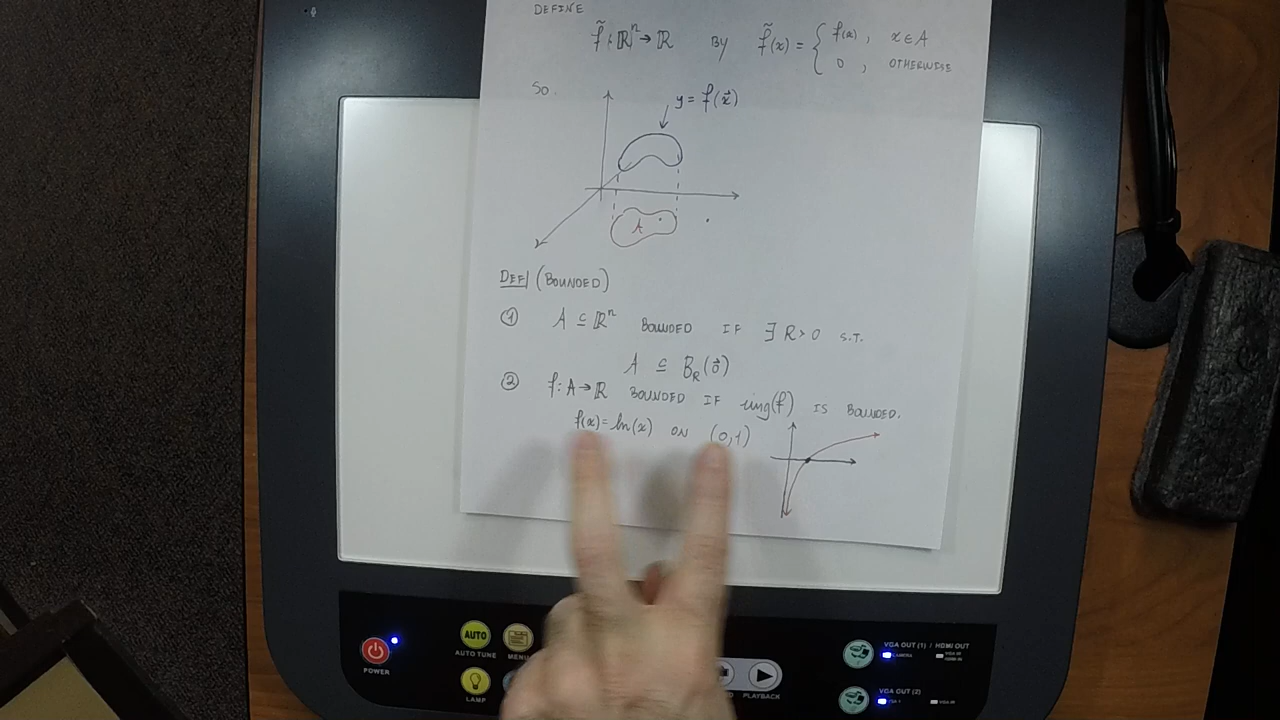 DEFINE
f̃ : ℝⁿ → ℝ BY f̃(x) = { f(x) , x ∈ A
0 , OTHERWISE
SO.
y = f(x⃗)
A
DEF| (BOUNDED)
① A ⊆ ℝⁿ BOUNDED IF ∃ R > 0 S.T.
A ⊆ B_R(0⃗)
② f : A → ℝ BOUNDED IF img(f) IS BOUNDED.
f(x) = ln(x) ON (0,1)
POWER
AUTO
AUTO TUNE
MENU
LAMP
PLAYBACK
VGA OUT (1) / HDMI OUT
CAMERA
VGA OUT (2)